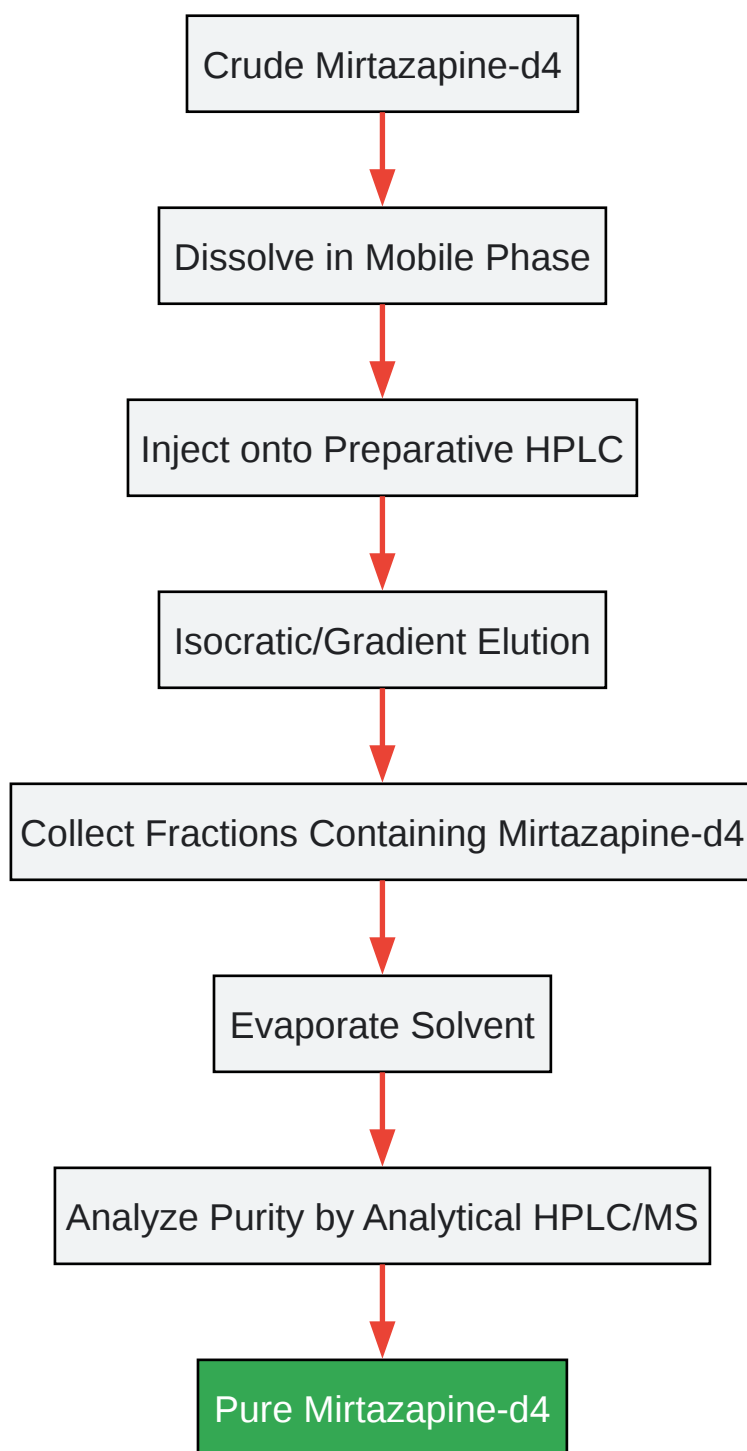 Crude Mirtazapine-d4
Dissolve in Mobile Phase
Inject onto Preparative HPLC
Isocratic/Gradient Elution
Collect Fractions Containing Mirtazapine-d4
Evaporate Solvent
Analyze Purity by Analytical HPLC/MS
Pure Mirtazapine-d4